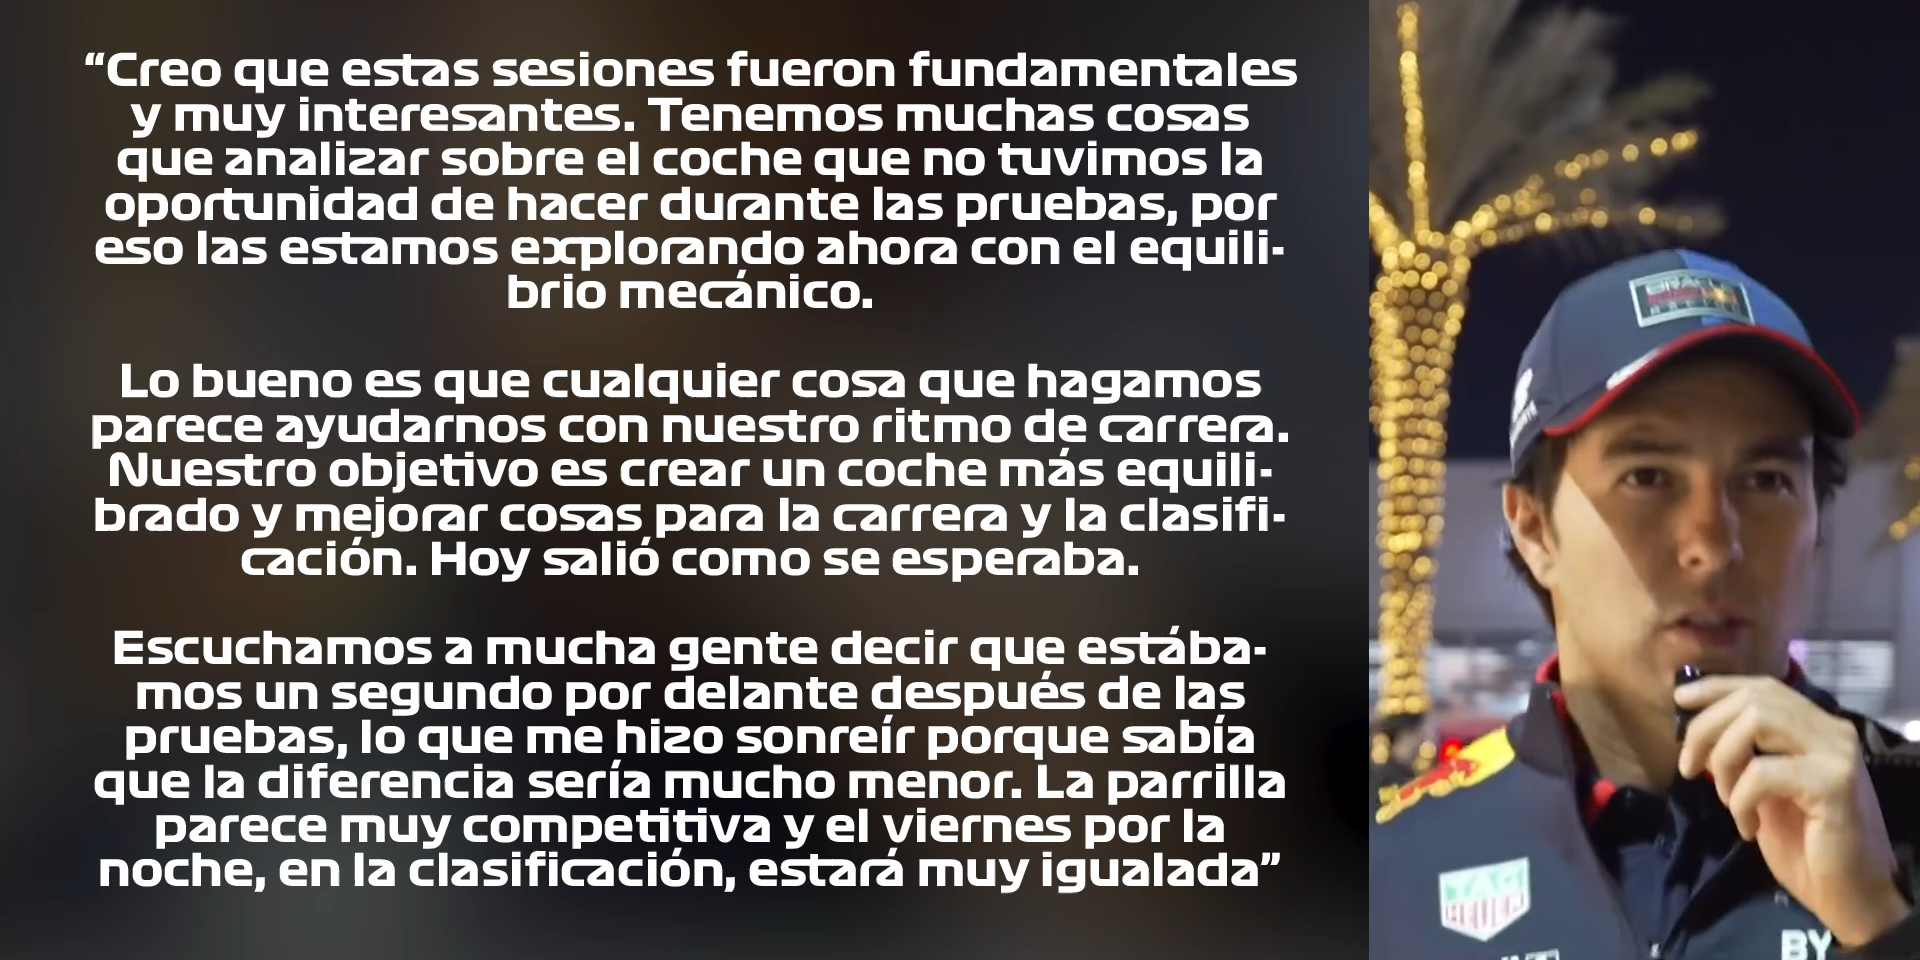 “Creo que estas sesiones fueron fundamentales
y muy interesantes. Tenemos muchas cosas
que analizar sobre el coche que no tuvimos la
oportunidad de hacer durante las pruebas, por
eso las estamos explorando ahora con el equili-
brio mecánico.
Lo bueno es que cualquier cosa que hagamos
parece ayudarnos con nuestro ritmo de carrera.
Nuestro objetivo es crear un coche más equili-
brado y mejorar cosas para la carrera y la clasifi-
cación. Hoy salió como se esperaba.
Escuchamos a mucha gente decir que estába-
mos un segundo por delante después de las
pruebas, lo que me hizo sonreír porque sabía
que la diferencia sería mucho menor. La parrilla
parece muy competitiva y el viernes por la
noche, en la clasificación, estará muy igualada”
ORACLE
TAG
BY